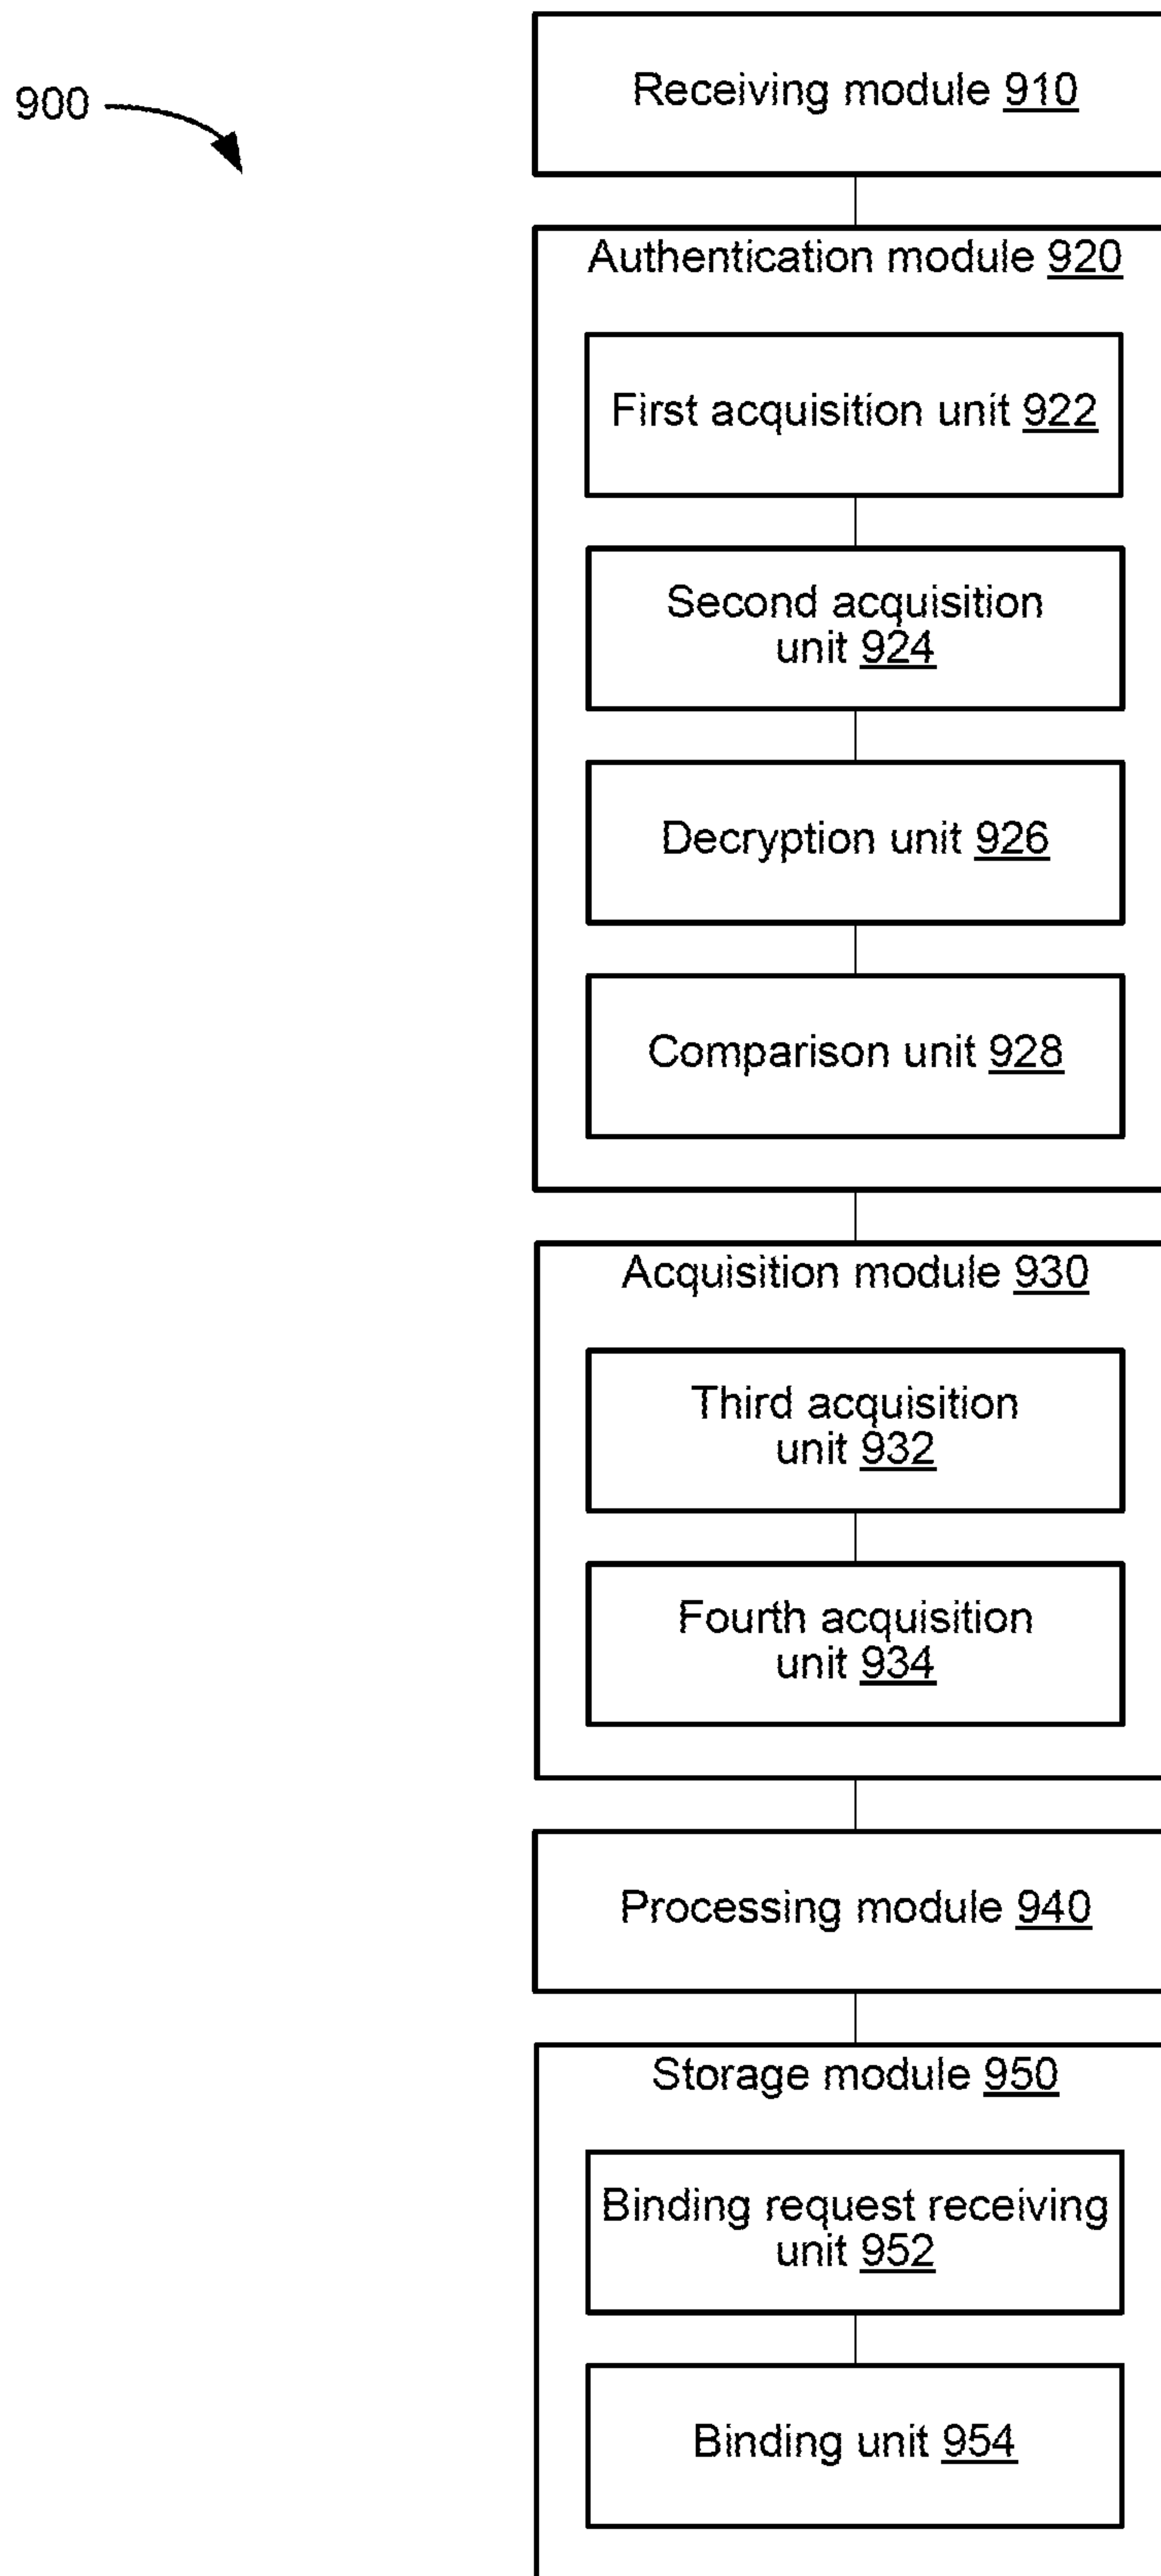 900
Receiving module 910
Authentication module 920
First acquisition unit 922
Second acquisition
unit 924
Decryption unit 926
Comparison unit 928
Acquisition module 930
Third acquisition
unit 932
Fourth acquisition
unit 934
Processing module 940
Storage module 950
Binding request receiving
unit 952
Binding unit 954